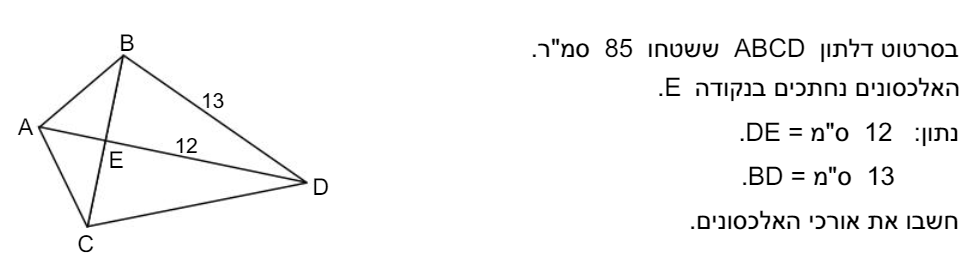 בסרטוט דלתון ABCD ששטחו 85 סמ"ר.
האלכסונים נחתכים בנקודה E.
נתון: 12 ס"מ = DE.
13 ס"מ = BD.
חשבו את אורכי האלכסונים.
B
13
A
12
E
D
C